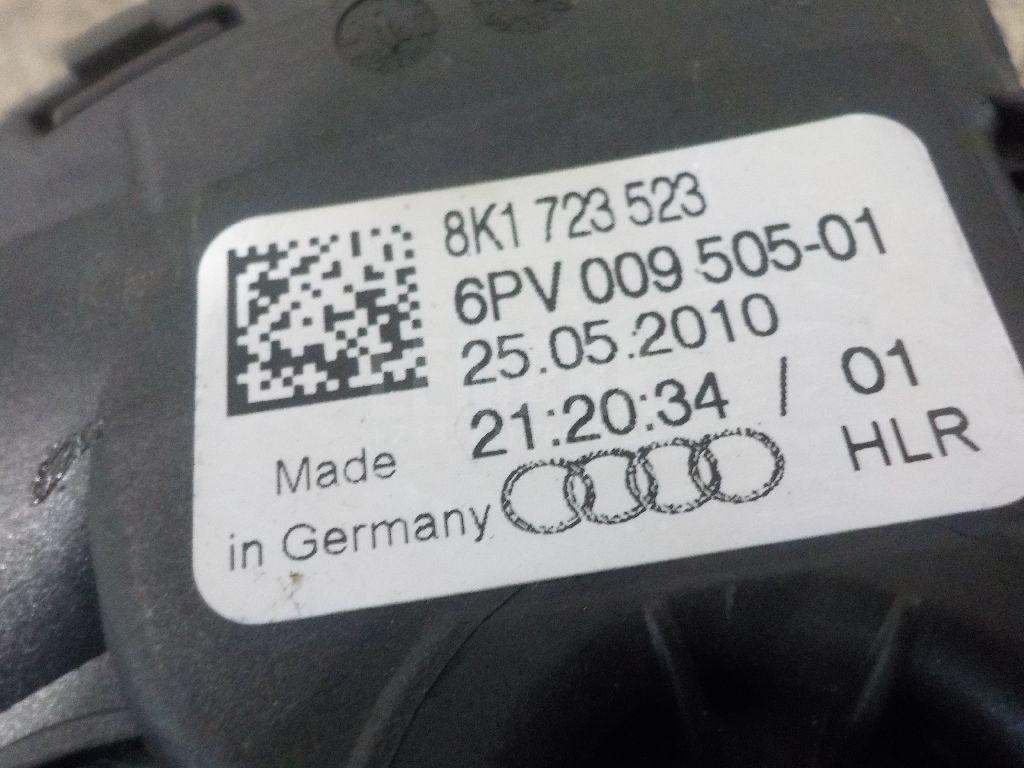 8K1 723 523
6PV 009 505-01
25.05.2010
21:20:34 / 01
Made
in Germany
HLR